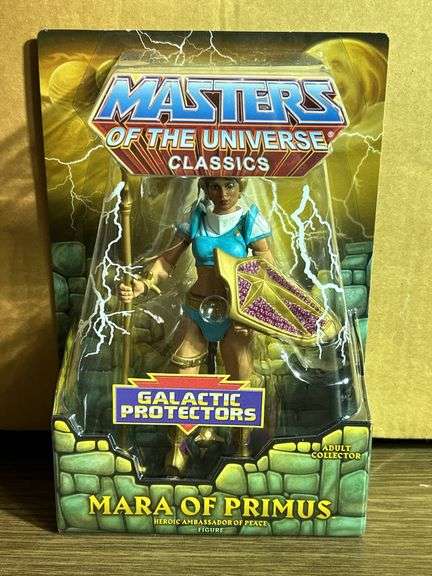 MASTERS
OF THE UNIVERSE®
CLASSICS
GALACTIC
PROTECTORS
ADULT
COLLECTOR
MARA OF PRIMUS
HEROIC AMBASSADOR OF PEACE
FIGURE